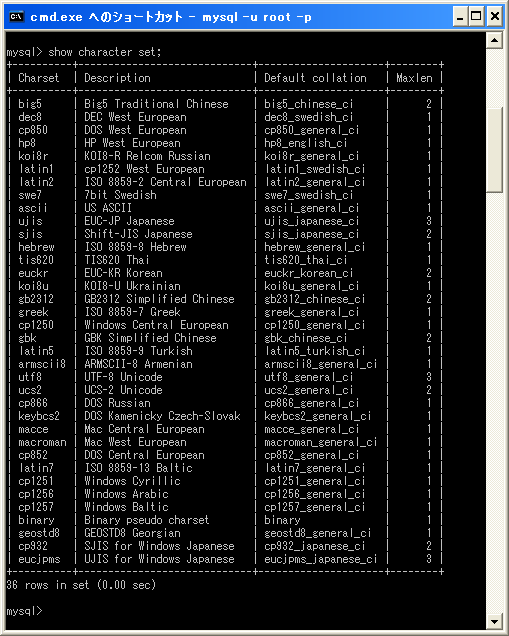 cmd.exe へのショートカット - mysql -u root -p
mysql> show character set;
+----------+-----------------------------+---------------------+--------+
| Charset | Description | Default collation | Maxlen |
+----------+-----------------------------+---------------------+--------+
| big5 | Big5 Traditional Chinese | big5_chinese_ci | 2 |
| dec8 | DEC West European | dec8_swedish_ci | 1 |
| cp850 | DOS West European | cp850_general_ci | 1 |
| hp8 | HP West European | hp8_english_ci | 1 |
| koi8r | KOI8-R Relcom Russian | koi8r_general_ci | 1 |
| latin1 | cp1252 West European | latin1_swedish_ci | 1 |
| latin2 | ISO 8859-2 Central European | latin2_general_ci | 1 |
| swe7 | 7bit Swedish | swe7_swedish_ci | 1 |
| ascii | US ASCII | ascii_general_ci | 1 |
| ujis | EUC-JP Japanese | ujis_japanese_ci | 3 |
| sjis | Shift-JIS Japanese | sjis_japanese_ci | 2 |
| hebrew | ISO 8859-8 Hebrew | hebrew_general_ci | 1 |
| tis620 | TIS620 Thai | tis620_thai_ci | 1 |
| euckr | EUC-KR Korean | euckr_korean_ci | 2 |
| koi8u | KOI8-U Ukrainian | koi8u_general_ci | 1 |
| gb2312 | GB2312 Simplified Chinese | gb2312_chinese_ci | 2 |
| greek | ISO 8859-7 Greek | greek_general_ci | 1 |
| cp1250 | Windows Central European | cp1250_general_ci | 1 |
| gbk | GBK Simplified Chinese | gbk_chinese_ci | 2 |
| latin5 | ISO 8859-9 Turkish | latin5_turkish_ci | 1 |
| armscii8 | ARMSCII-8 Armenian | armscii8_general_ci | 1 |
| utf8 | UTF-8 Unicode | utf8_general_ci | 3 |
| ucs2 | UCS-2 Unicode | ucs2_general_ci | 2 |
| cp866 | DOS Russian | cp866_general_ci | 1 |
| keybcs2 | DOS Kamenicky Czech-Slovak | keybcs2_general_ci | 1 |
| macce | Mac Central European | macce_general_ci | 1 |
| macroman | Mac West European | macroman_general_ci | 1 |
| cp852 | DOS Central European | cp852_general_ci | 1 |
| latin7 | ISO 8859-13 Baltic | latin7_general_ci | 1 |
| cp1251 | Windows Cyrillic | cp1251_general_ci | 1 |
| cp1256 | Windows Arabic | cp1256_general_ci | 1 |
| cp1257 | Windows Baltic | cp1257_general_ci | 1 |
| binary | Binary pseudo charset | binary | 1 |
| geostd8 | GEOSTD8 Georgian | geostd8_general_ci | 1 |
| cp932 | SJIS for Windows Japanese | cp932_japanese_ci | 2 |
| eucjpms | UJIS for Windows Japanese | eucjpms_japanese_ci | 3 |
+----------+-----------------------------+---------------------+--------+
36 rows in set (0.00 sec)
mysql>